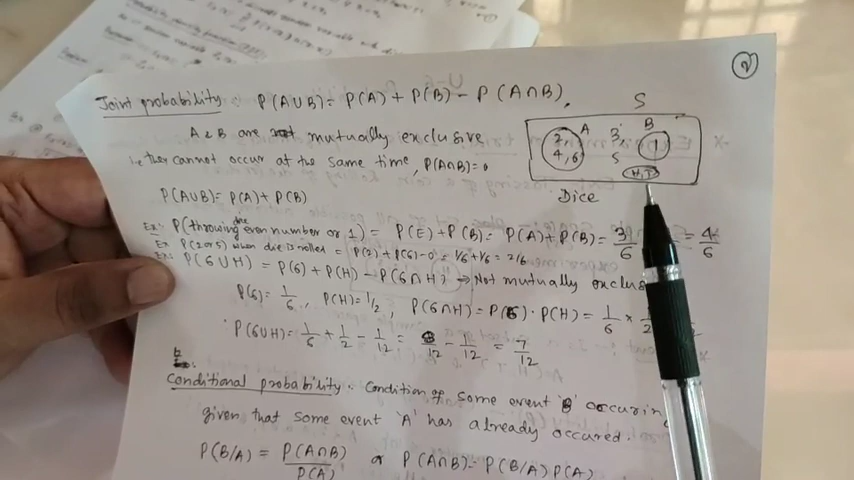 2
Joint probability : P(A∪B) = P(A) + P(B) - P(A∩B).
S
A & B are mutually exclusive
i.e they cannot occur at the same time, P(A∩B)=0
A B
2, 3,
4, 6 5 1
H,T
Dice
P(A∪B) = P(A) + P(B)
Ex: P(throwing die even number or 1) = P(E) + P(B) = P(A) + P(B) = 3/6 = 4/6
Ex P(2 or 5) when die is rolled = P(2) + P(5) - 0 = 1/6 + 1/6 = 2/6
P(6∪H) = P(6) + P(H) - P(6∩H) → Not mutually exclus
P(6) = 1/6, P(H) = 1/2, P(6∩H) = P(6) · P(H) = 1/6 ×
P(6∪H) = 1/6 + 1/2 - 1/12 = 8/12 - 1/12 = 7/12
Conditional probability : Condition of some event 'B' occuring
given that some event 'A' has already occured.
P(B/A) = P(A∩B)/P(A) or P(A∩B) = P(B/A) P(A)